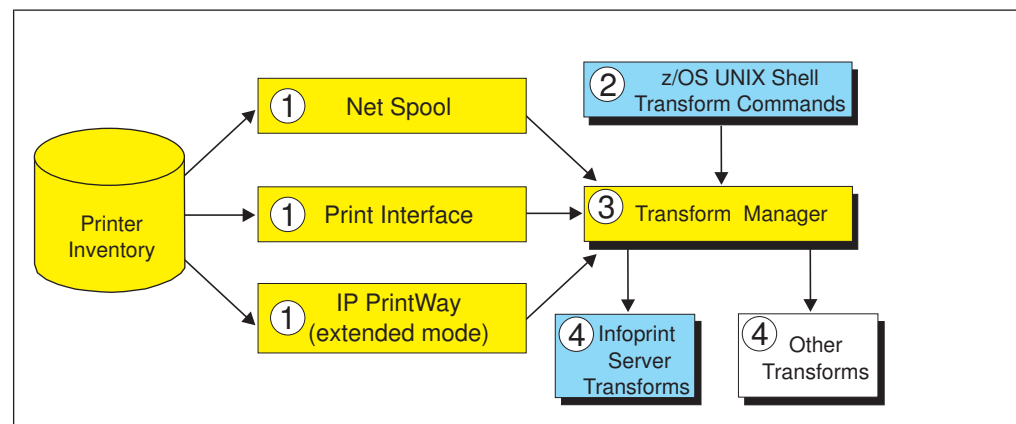 Printer
Inventory
1 Net Spool
1 Print Interface
1 IP PrintWay
(extended mode)
2 z/OS UNIX Shell
Transform Commands
3 Transform Manager
4 Infoprint
Server
Transforms
4 Other
Transforms